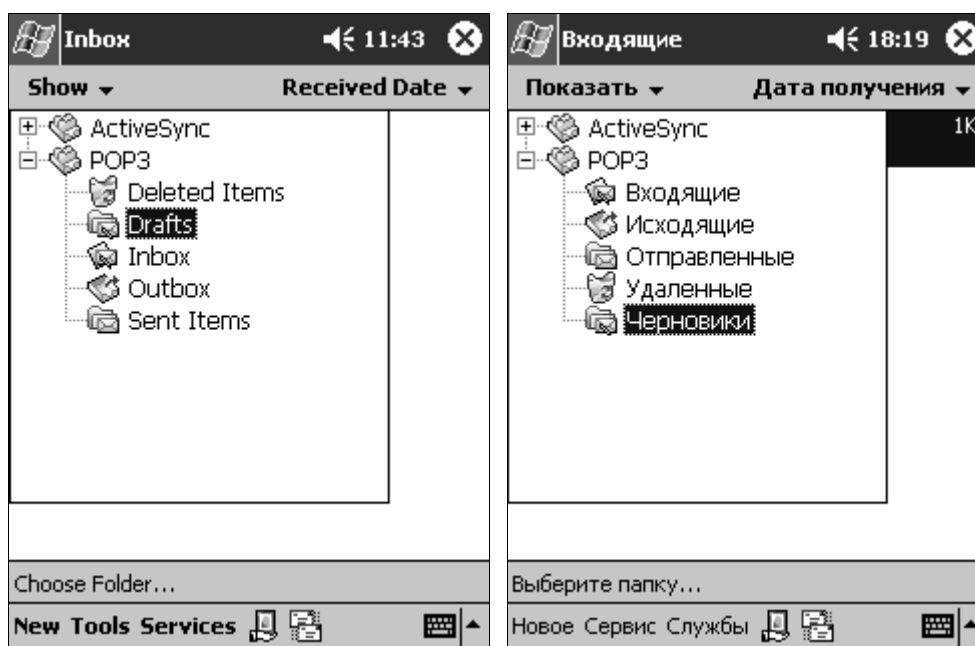 Inbox 11:43
Show Received Date
ActiveSync
POP3
Deleted Items
Drafts
Inbox
Outbox
Sent Items
Choose Folder...
New Tools Services
Входящие 18:19
Показать Дата получения
ActiveSync 1K
POP3
Входящие
Исходящие
Отправленные
Удаленные
Черновики
Выберите папку...
Новое Сервис Службы